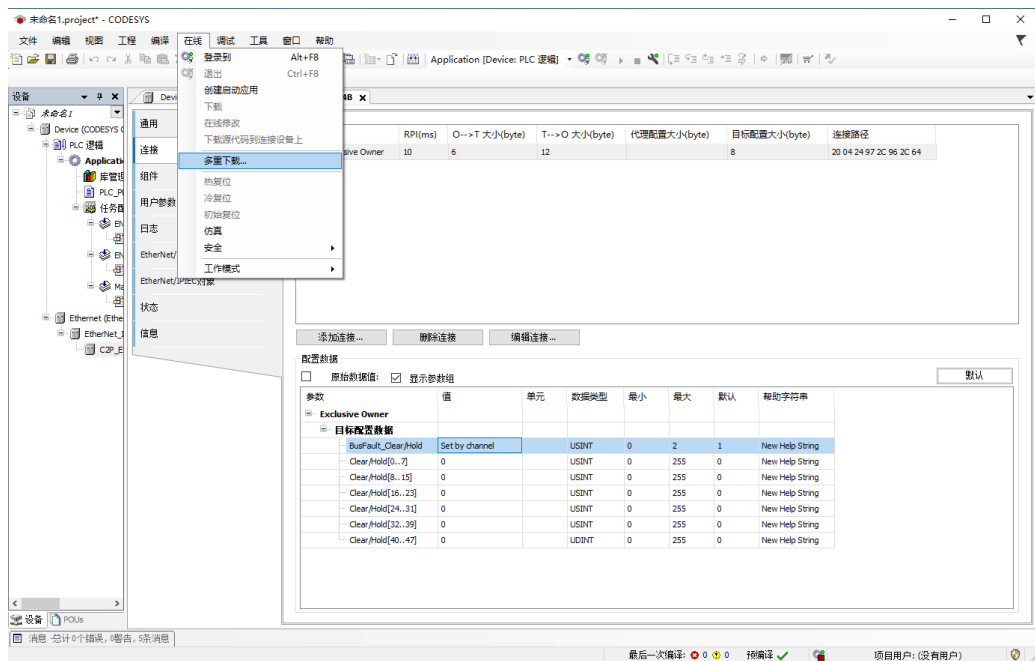 未命名1.project* - CODESYS
文件 编辑 视图 工程 编译 在线 调试 工具 窗口 帮助
Application [Device: PLC 逻辑]
设备
未命名1
Device (CODESYS C
PLC 逻辑
Applicati
库管理
PLC_P
任务配
EN
EN
Ma
Ethernet (Ethe
EtherNet_I
C2P_E
设备 POUs
登录到 Alt+F8
退出 Ctrl+F8
创建启动应用
下载
在线修改
下载源代码到连接设备上
多重下载...
热复位
冷复位
初始复位
仿真
安全
工作模式
Devi
4B
通用
连接
组件
用户参数
日志
EtherNet/
EtherNet/IPIEC对象
状态
信息
RPI(ms) O-->T 大小(byte) T-->O 大小(byte) 代理配置大小(byte) 目标配置大小(byte) 连接路径
sive Owner 10 6 12 8 20 04 24 97 2C 96 2C 64
添加连接... 删除连接 编辑连接...
配置数据
原始数据值: 显示参数组 默认
参数 值 单元 数据类型 最小 最大 默认 帮助字符串
Exclusive Owner
目标配置数据
BusFault_Clear/Hold Set by channel USINT 0 2 1 New Help String
Clear/Hold[0..7] 0 USINT 0 255 0 New Help String
Clear/Hold[8..15] 0 USINT 0 255 0 New Help String
Clear/Hold[16..23] 0 USINT 0 255 0 New Help String
Clear/Hold[24..31] 0 USINT 0 255 0 New Help String
Clear/Hold[32..39] 0 USINT 0 255 0 New Help String
Clear/Hold[40..47] 0 UDINT 0 255 0 New Help String
消息 -总计0个错误, 0警告, 5条消息
最后一次编译: 0 0 预编译 项目用户: (没有用户)